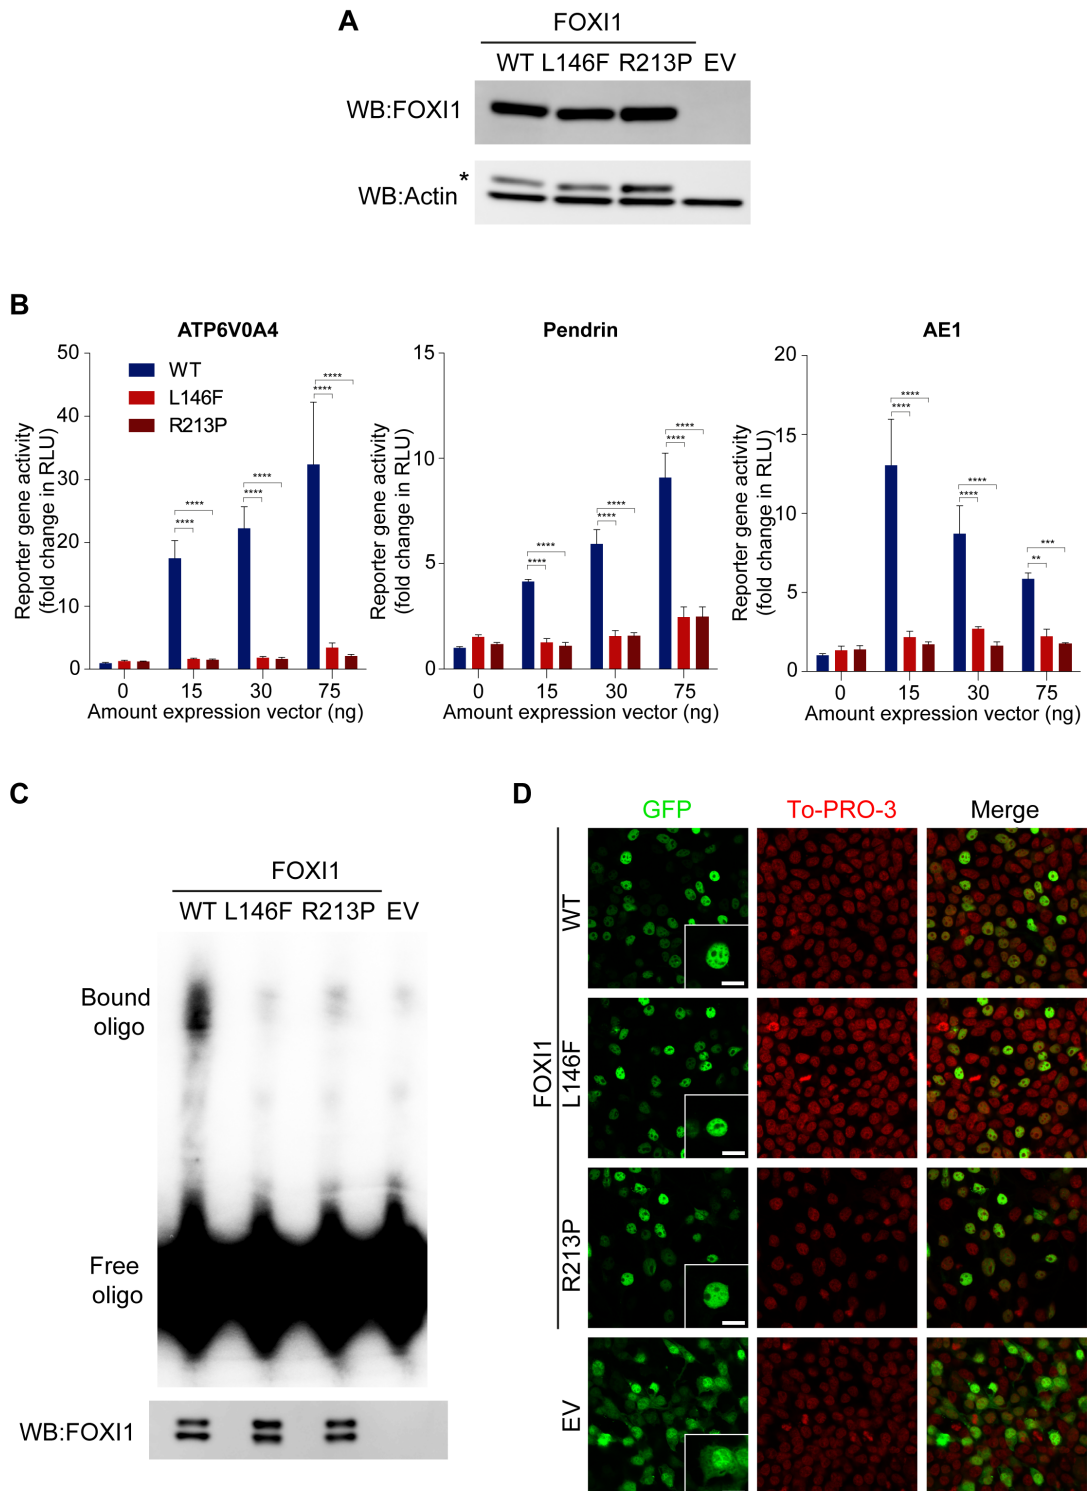 A
FOXI1
WT L146F R213P EV
WB:FOXI1
*
WB:Actin
B
ATP6V0A4
Reporter gene activity
(fold change in RLU)
50
40
30
20
10
0
WT
L146F
R213P
****
****
****
****
****
****
0 15 30 75
Amount expression vector (ng)
Pendrin
Reporter gene activity
(fold change in RLU)
15
10
5
0
****
****
****
****
****
****
0 15 30 75
Amount expression vector (ng)
AE1
Reporter gene activity
(fold change in RLU)
20
15
10
5
0
****
****
****
****
***
**
0 15 30 75
Amount expression vector (ng)
C
FOXI1
WT L146F R213P EV
Bound
oligo
Free
oligo
WB:FOXI1
D
GFP To-PRO-3 Merge
FOXI1
WT
L146F
R213P
EV